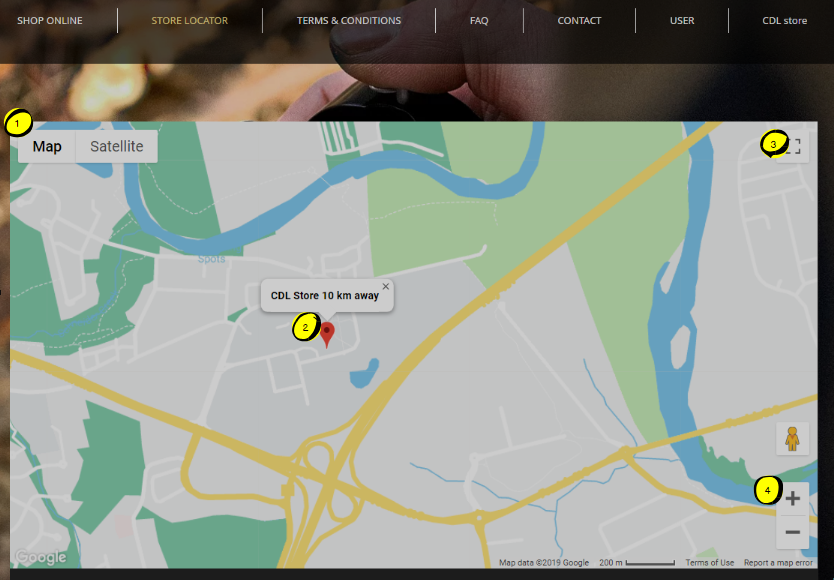 SHOP ONLINE
STORE LOCATOR
TERMS & CONDITIONS
FAQ
CONTACT
USER
CDL store
1
Map
Satellite
3
Spots
CDL Store 10 km away
2
4
Google
Map data ©2019 Google
200 m
Terms of Use
Report a map error